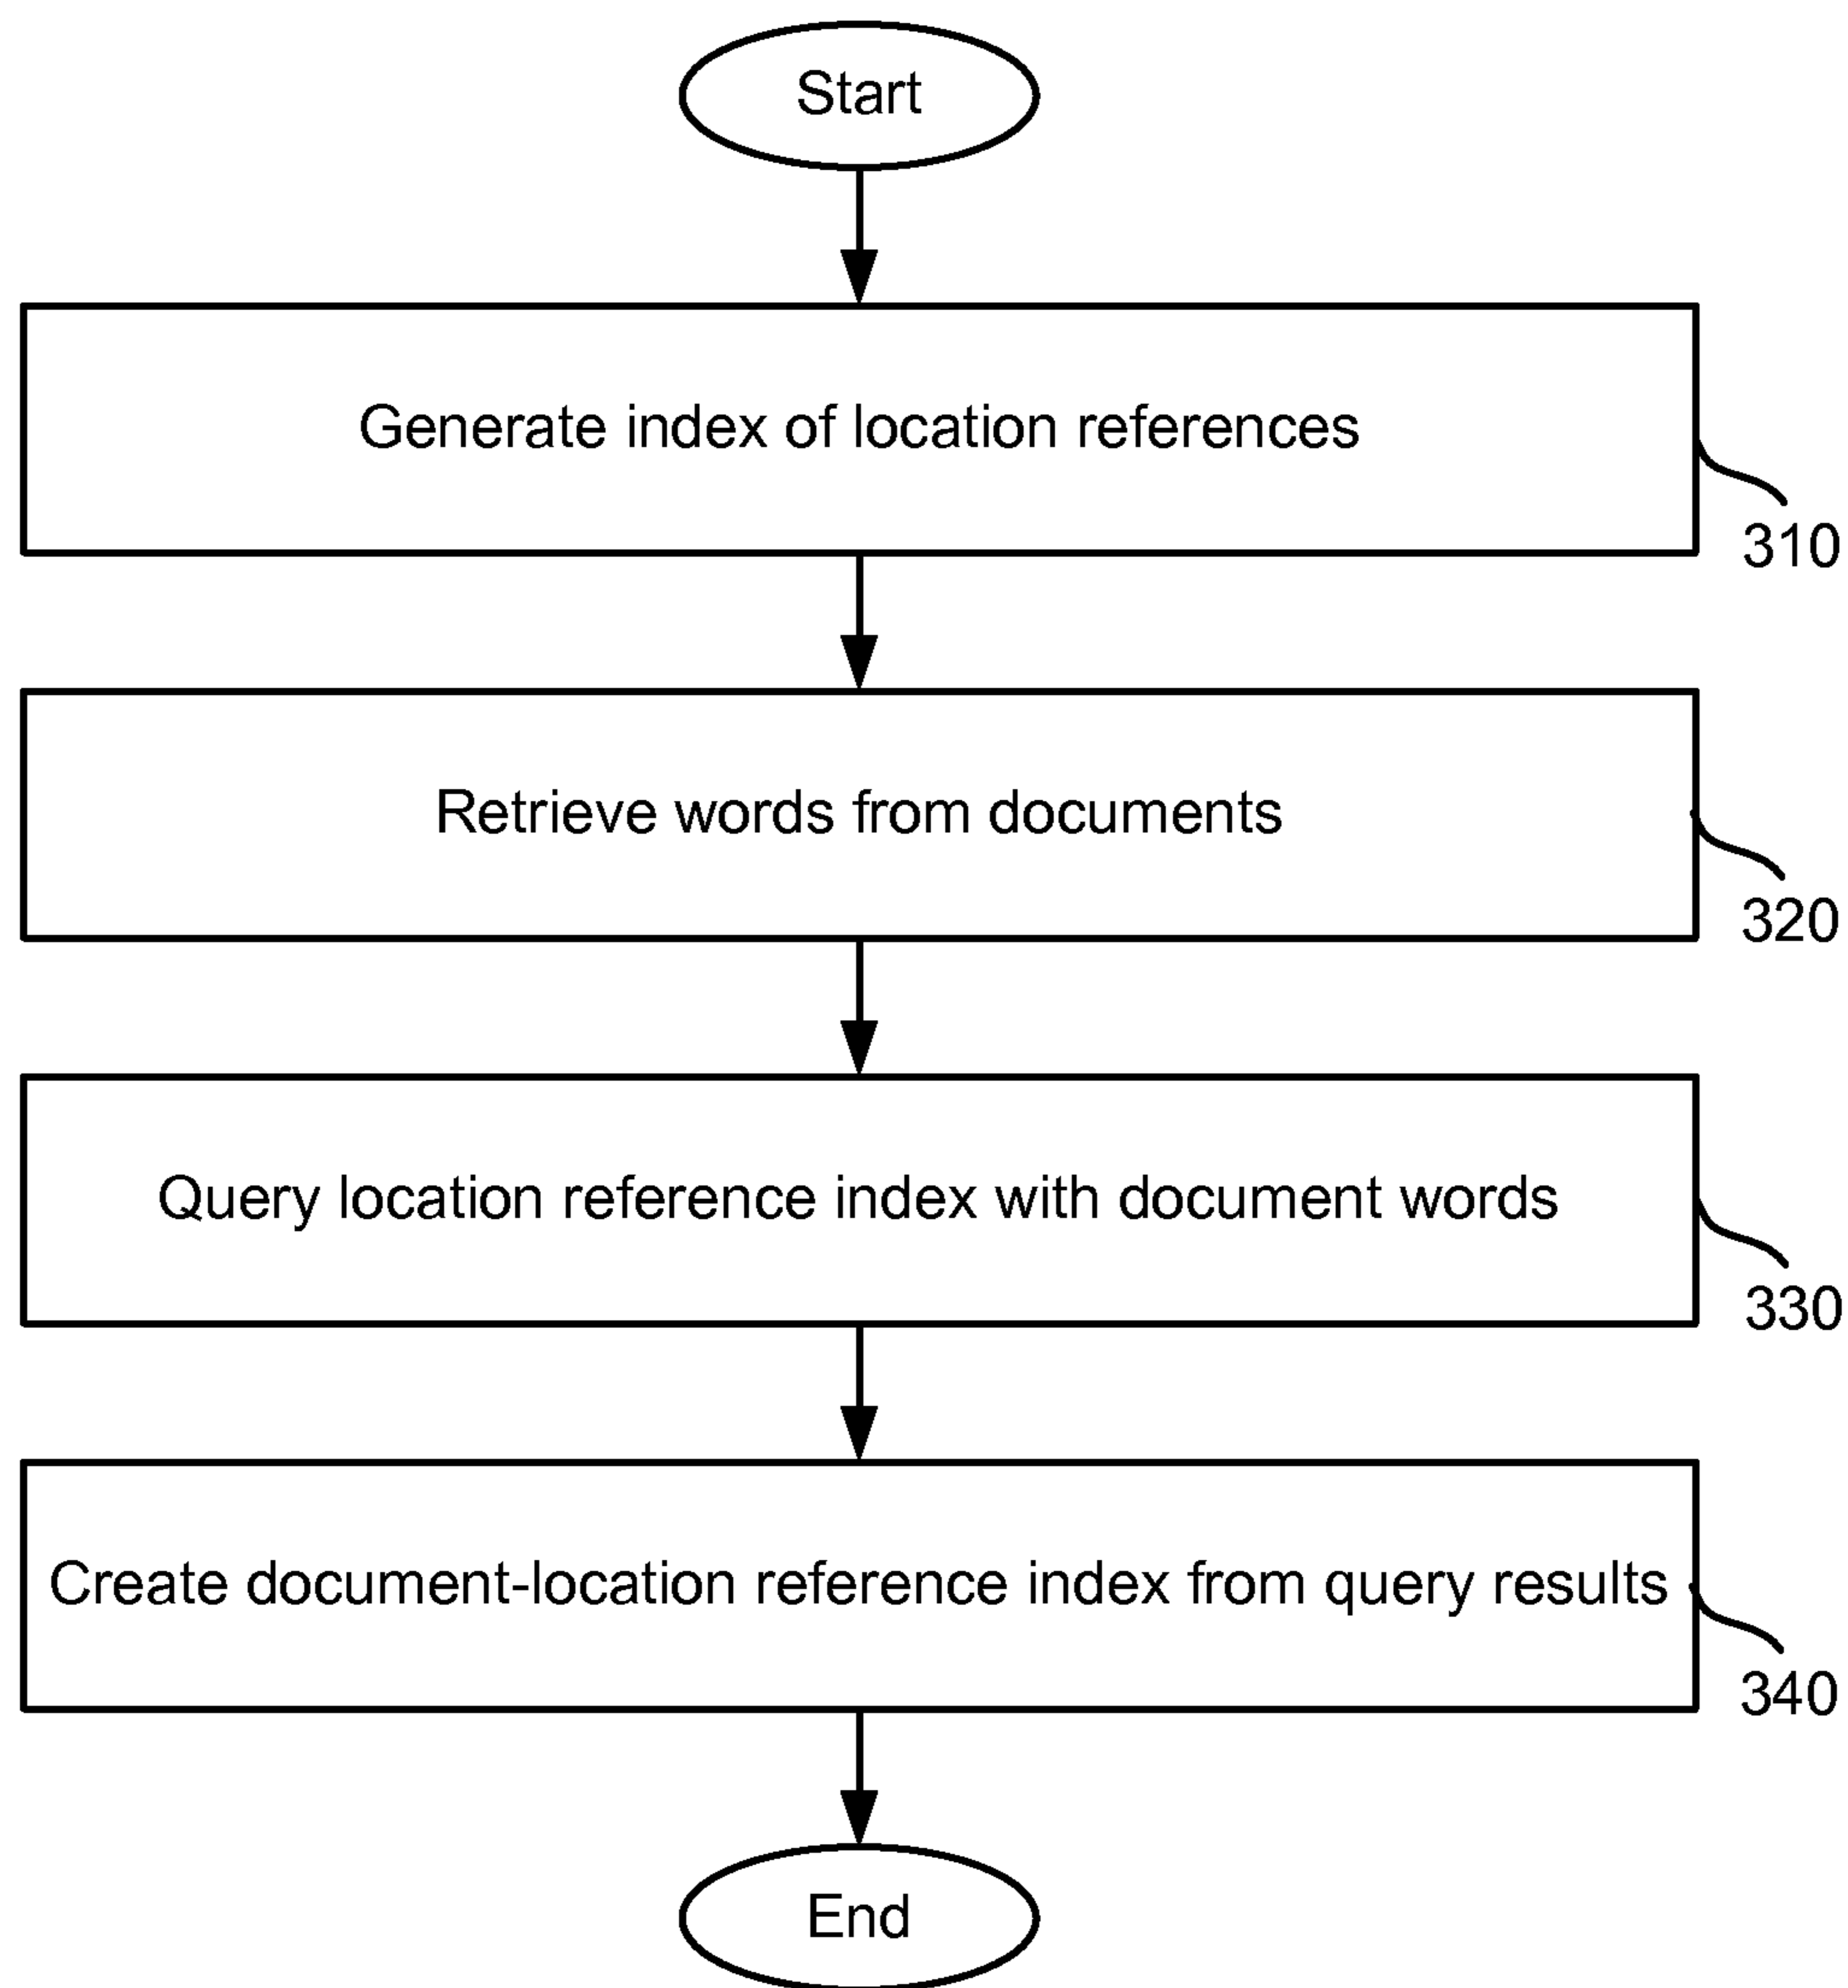 Start
Generate index of location references
310
Retrieve words from documents
320
Query location reference index with document words
330
Create document-location reference index from query results
340
End